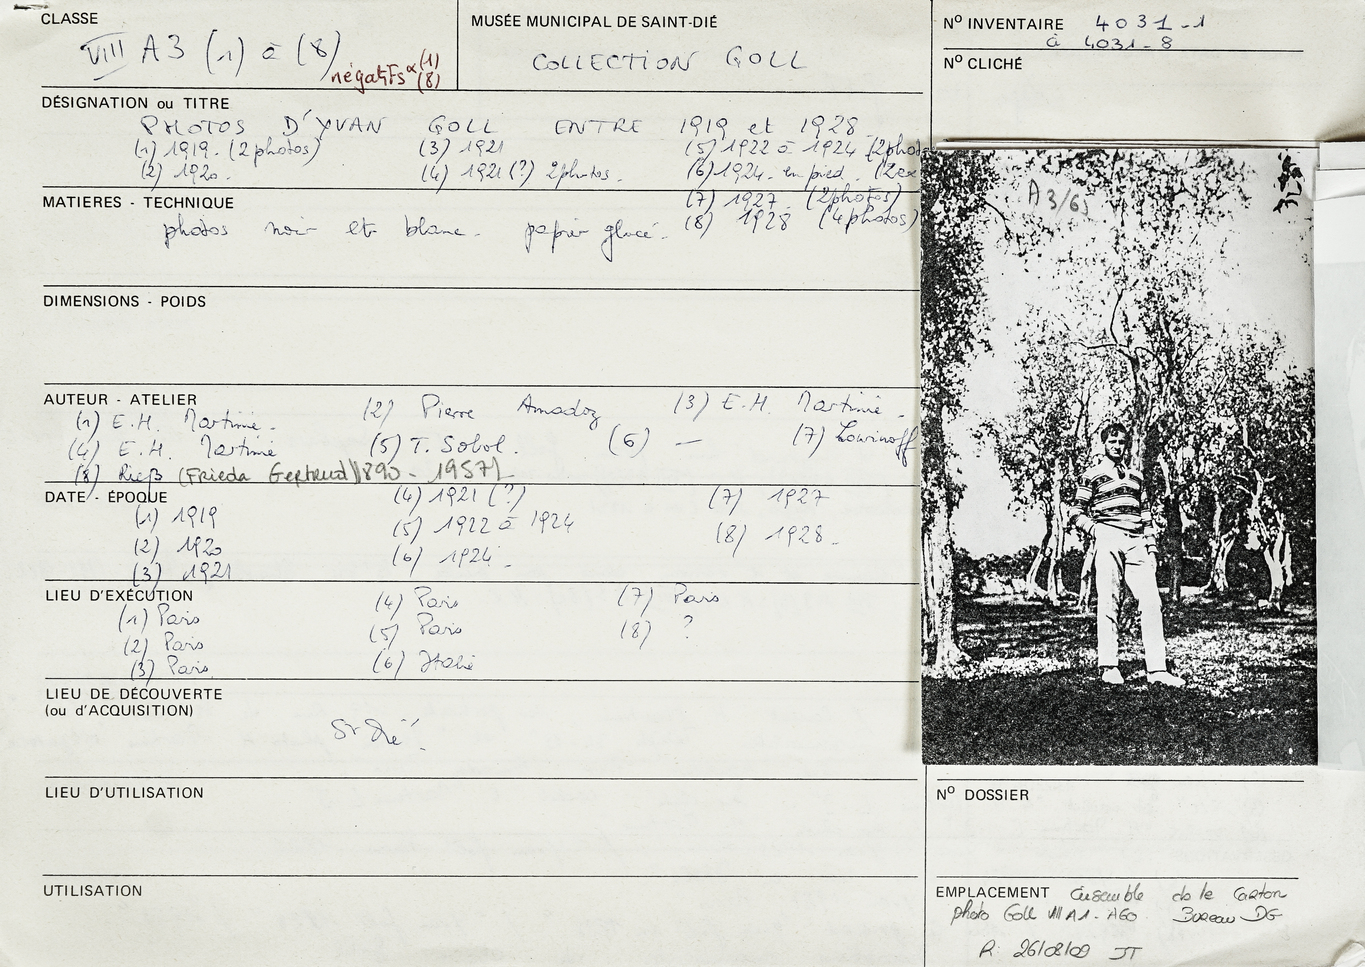 CLASSE
VIII A3 (1) à (8)
négatifs (1)
(8)
MUSÉE MUNICIPAL DE SAINT-DIÉ
COLLECTION GOLL
N° INVENTAIRE 4031-1
à 4031-8
N° CLICHÉ
DÉSIGNATION ou TITRE
PHOTOS D'YVAN GOLL ENTRE 1919 et 1928
(1) 1919. (2 photos) (3) 1921 (5) 1922 à 1924 (2 phot
(2) 1920. (4) 1921 (?) 2 photos. (6) 1924. en pied. (2 ex
(7) 1927 (2 photos)
(8) 1928 (4 photos)
MATIERES - TECHNIQUE
photos noir et blanc. papier glacé.
DIMENSIONS - POIDS
AUTEUR - ATELIER
(1) E.H. Martinié. (2) Pierre Amadoz (3) E.H. Martinié.
(4) E.H. Martinié (5) T. Sobol. (6) — (7) Lowinoff
(8) Rieß (Frieda Gertrud) 1890 - 1957)
DATE - ÉPOQUE
(1) 1919 (4) 1921 (?) (7) 1927
(2) 1920 (5) 1922 à 1924 (8) 1928.
(3) 1921 (6) 1924.
LIEU D'EXÉCUTION
(1) Paris (4) Paris (7) Paris
(2) Paris (5) Paris (8) ?
(3) Paris (6) Italie
LIEU DE DÉCOUVERTE
(ou d'ACQUISITION)
St Dié.
LIEU D'UTILISATION
UTILISATION
A3/6
N° DOSSIER
EMPLACEMENT Ensemble ds le carton
photo Goll VIII A1 - A60 Bureau DG
R: 26/08/09 JT